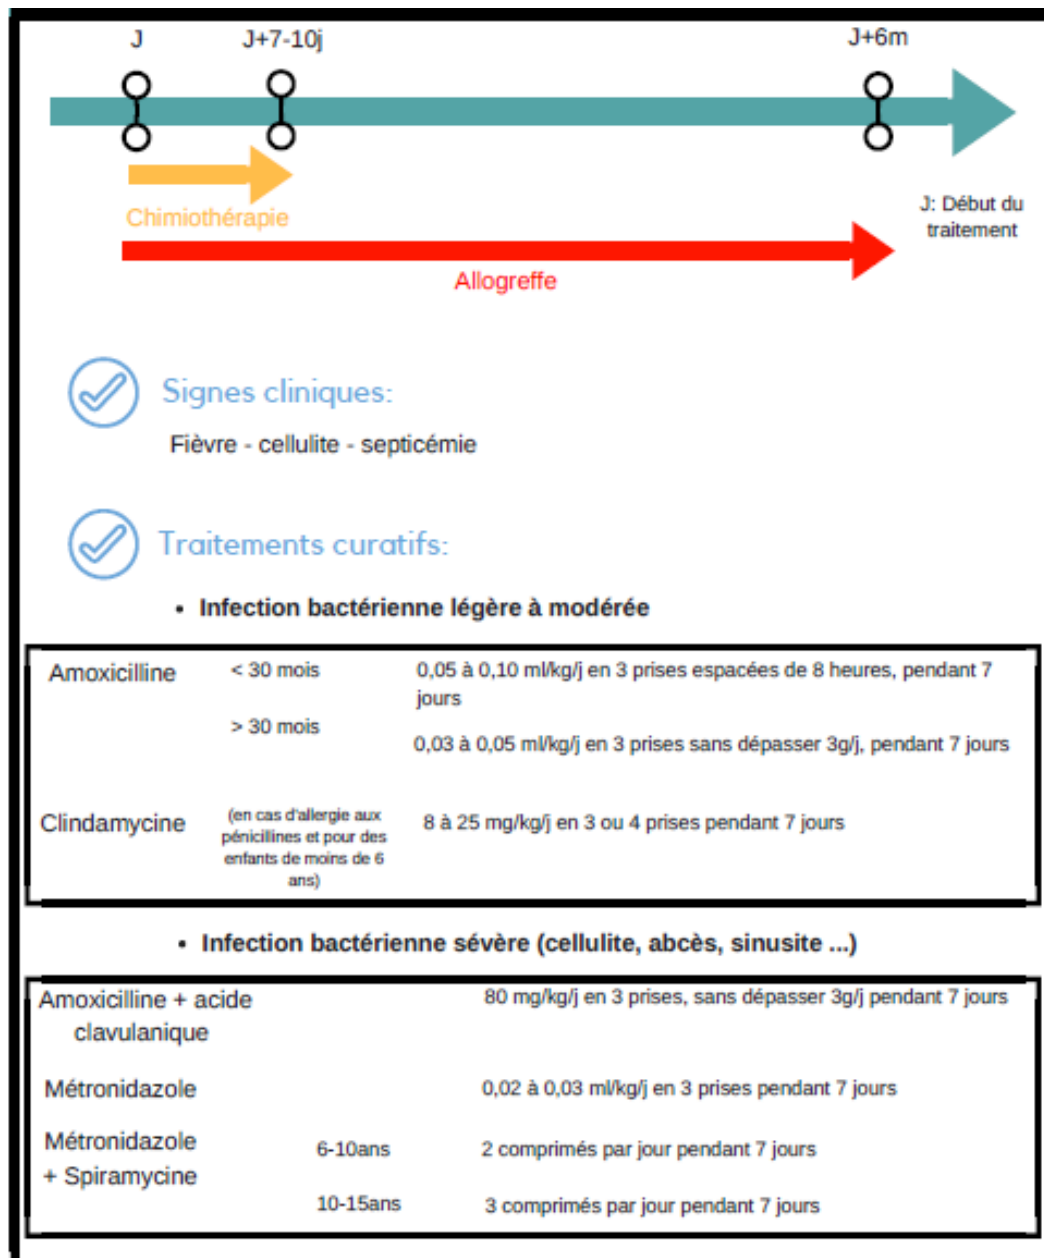 J
J+7-10j
J+6m
Chimiothérapie
J: Début du
traitement
Allogreffe
Signes cliniques:
Fièvre - cellulite - septicémie
Traitements curatifs:
• Infection bactérienne légère à modérée
Amoxicilline
< 30 mois
0,05 à 0,10 ml/kg/j en 3 prises espacées de 8 heures, pendant 7
jours
> 30 mois
0,03 à 0,05 ml/kg/j en 3 prises sans dépasser 3g/j, pendant 7 jours
Clindamycine
(en cas d'allergie aux
pénicillines et pour des
enfants de moins de 6
ans)
8 à 25 mg/kg/j en 3 ou 4 prises pendant 7 jours
• Infection bactérienne sévère (cellulite, abcès, sinusite ...)
Amoxicilline + acide
clavulanique
80 mg/kg/j en 3 prises, sans dépasser 3g/j pendant 7 jours
Métronidazole
0,02 à 0,03 ml/kg/j en 3 prises pendant 7 jours
Métronidazole
+ Spiramycine
6-10ans
2 comprimés par jour pendant 7 jours
10-15ans
3 comprimés par jour pendant 7 jours